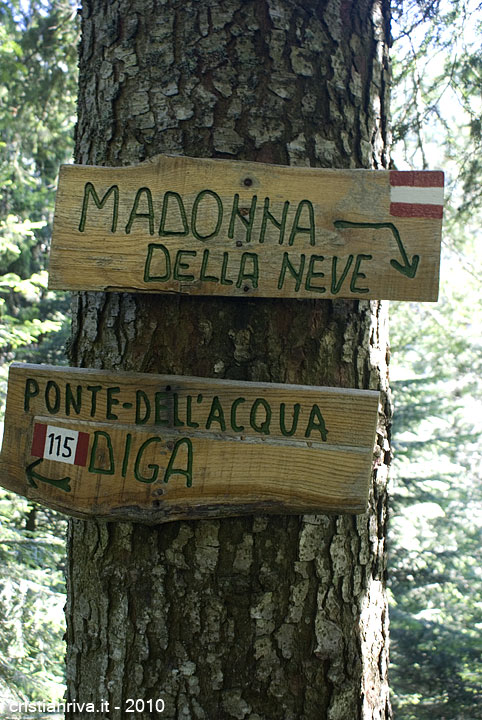 MADONNA
DELLA NEVE
PONTE-DELL'ACQUA
115 DIGA
cristianriva.it - 2010